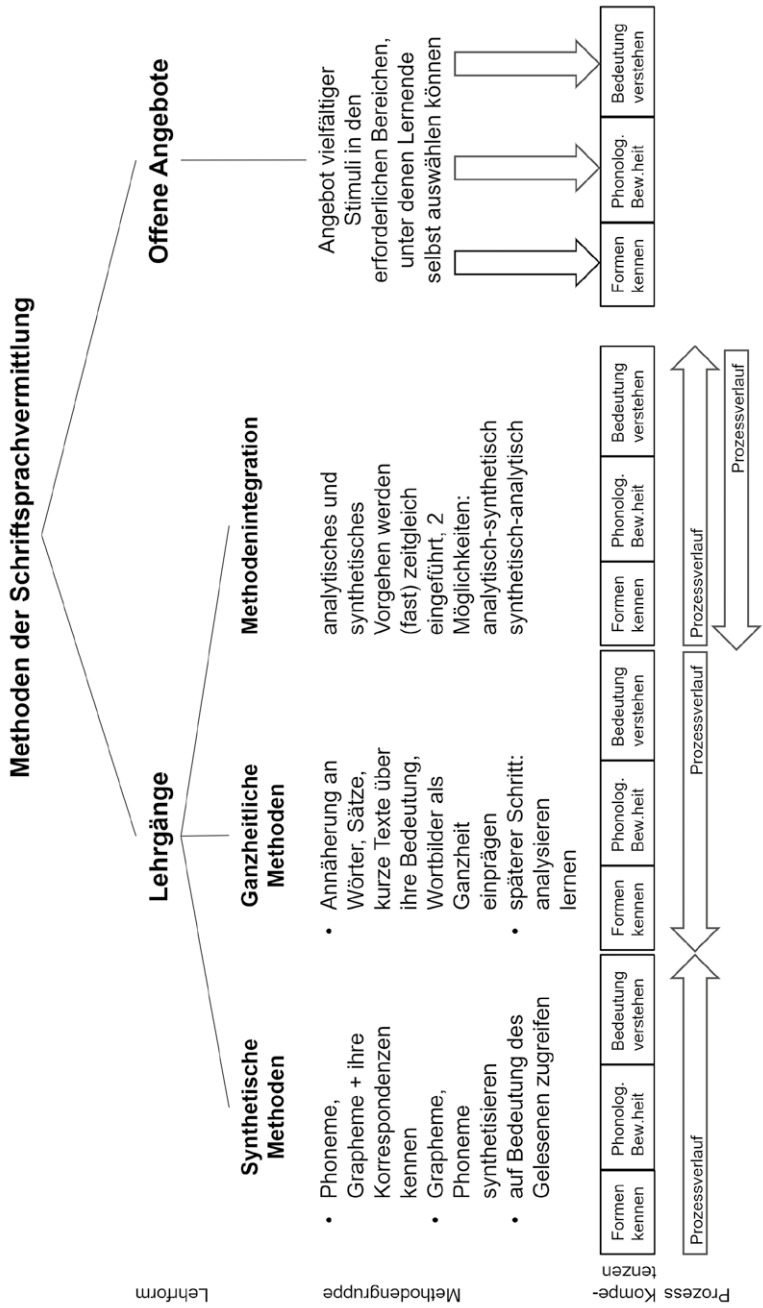 Methoden der Schriftsprachvermittlung
Lehrform
Lehrgänge
Offene Angebote
Methodengruppe
Synthetische
Methoden
• Phoneme,
Grapheme + ihre
Korrespondenzen
kennen
• Grapheme,
Phoneme
synthetisieren
• auf Bedeutung des
Gelesenen zugreifen
Ganzheitliche
Methoden
• Annäherung an
Wörter, Sätze,
kurze Texte über
ihre Bedeutung,
Wortbilder als
Ganzheit
einprägen
• späterer Schritt:
analysieren
lernen
Methodenintegration
analytisches und
synthetisches
Vorgehen werden
(fast) zeitgleich
eingeführt, 2
Möglichkeiten:
analytisch-synthetisch
synthetisch-analytisch
Angebot vielfältiger
Stimuli in den
erforderlichen Bereichen,
unter denen Lernende
selbst auswählen können
Prozess Kompe-
tenzen
Formen
kennen
Phonolog.
Bew.heit
Bedeutung
verstehen
Formen
kennen
Phonolog.
Bew.heit
Bedeutung
verstehen
Formen
kennen
Phonolog.
Bew.heit
Bedeutung
verstehen
Formen
kennen
Phonolog.
Bew.heit
Bedeutung
verstehen
Prozessverlauf
Prozessverlauf
Prozessverlauf
Prozessverlauf